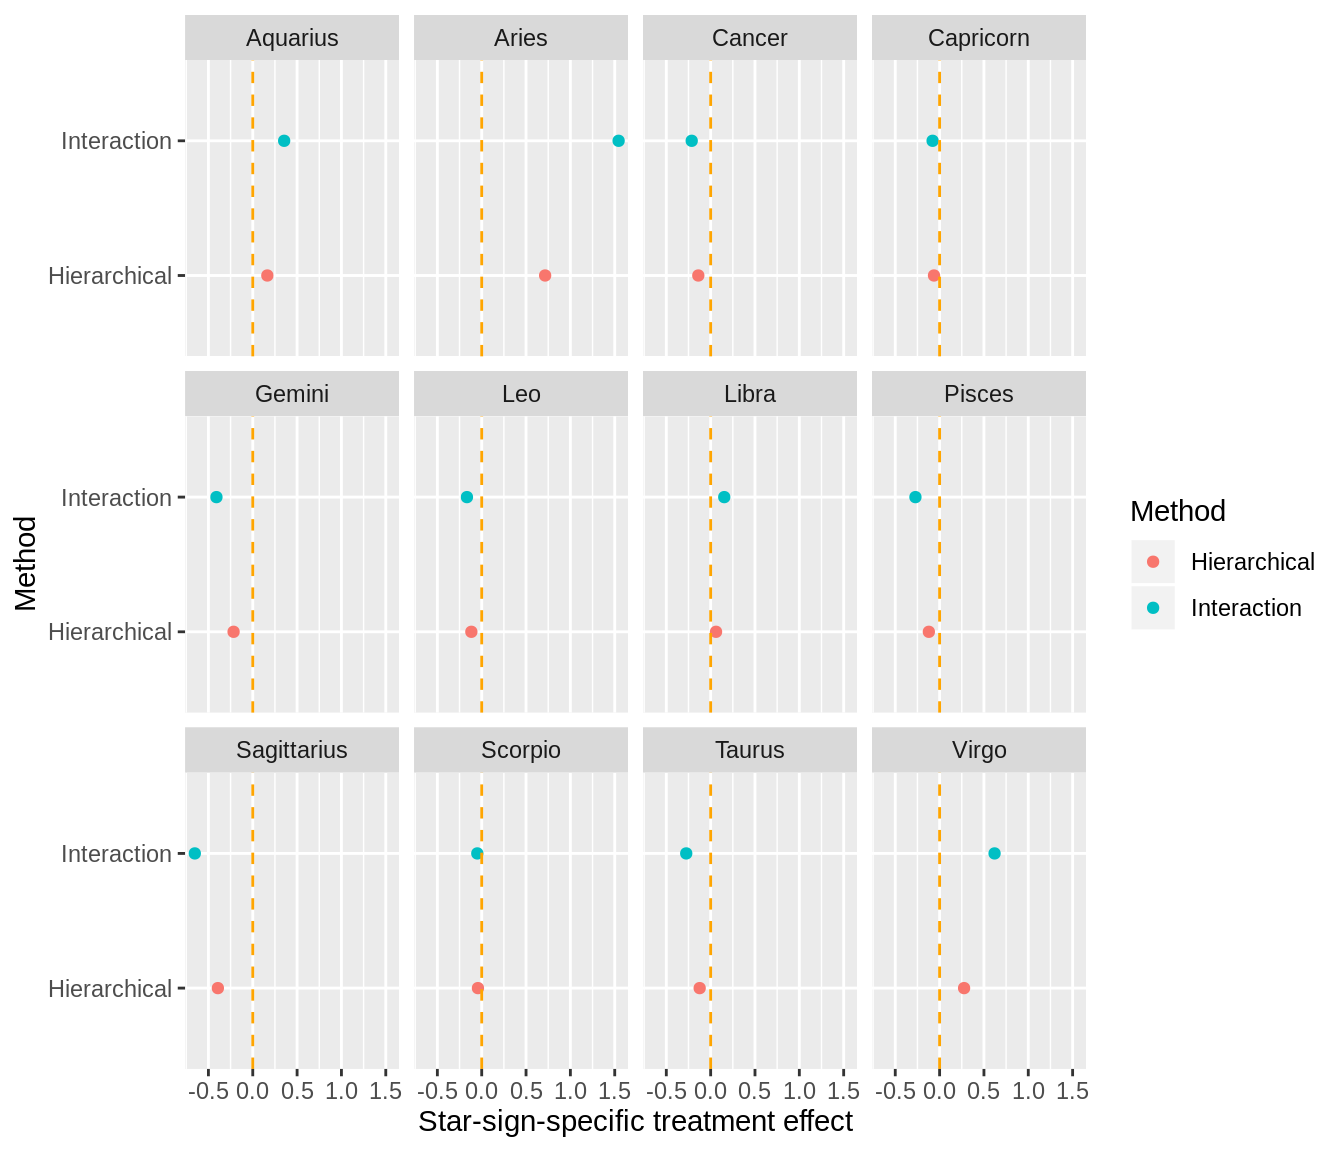 Aquarius Aries Cancer Capricorn
Interaction
Hierarchical
Gemini Leo Libra Pisces
Interaction
Hierarchical
Sagittarius Scorpio Taurus Virgo
Interaction
Hierarchical
-0.5 0.0 0.5 1.0 1.5 -0.5 0.0 0.5 1.0 1.5 -0.5 0.0 0.5 1.0 1.5 -0.5 0.0 0.5 1.0 1.5
Star-sign-specific treatment effect
Method
Method
Hierarchical
Interaction